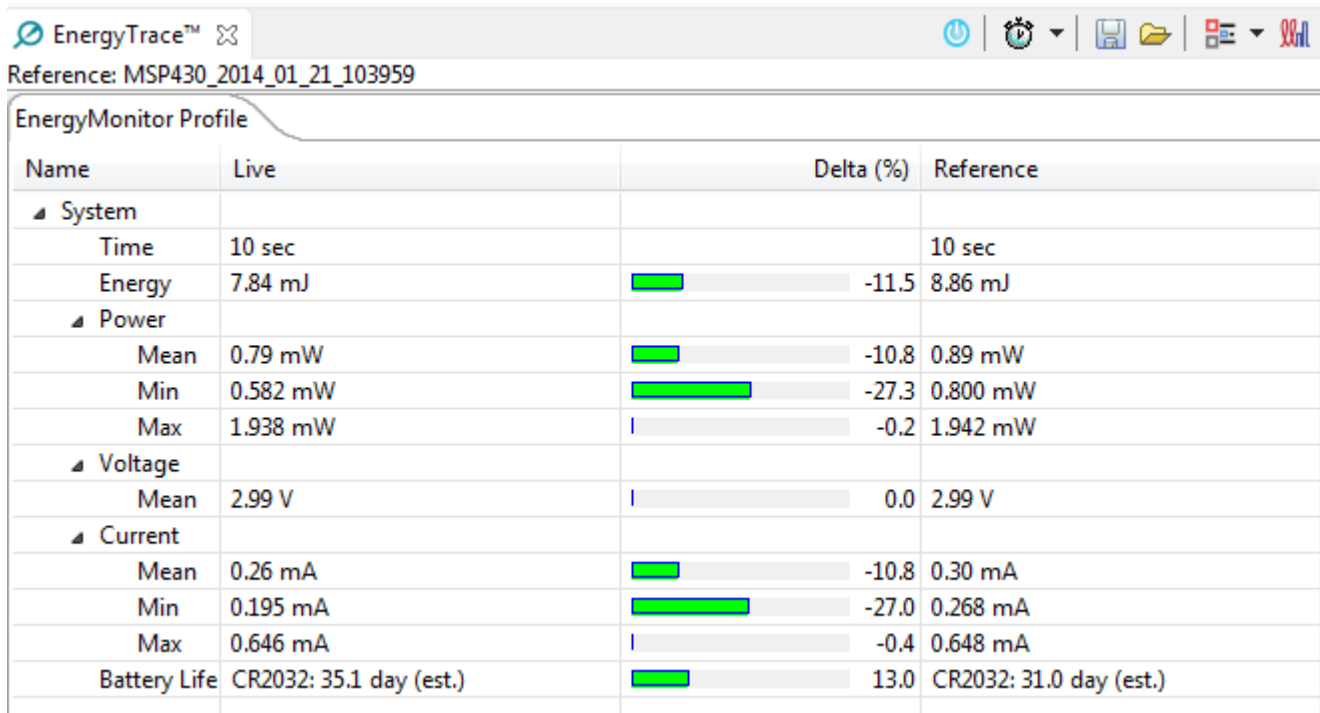 EnergyTrace™
Reference: MSP430_2014_01_21_103959
EnergyMonitor Profile
Name Live Delta (%) Reference
System
Time 10 sec 10 sec
Energy 7.84 mJ -11.5 8.86 mJ
Power
Mean 0.79 mW -10.8 0.89 mW
Min 0.582 mW -27.3 0.800 mW
Max 1.938 mW -0.2 1.942 mW
Voltage
Mean 2.99 V 0.0 2.99 V
Current
Mean 0.26 mA -10.8 0.30 mA
Min 0.195 mA -27.0 0.268 mA
Max 0.646 mA -0.4 0.648 mA
Battery Life CR2032: 35.1 day (est.) 13.0 CR2032: 31.0 day (est.)